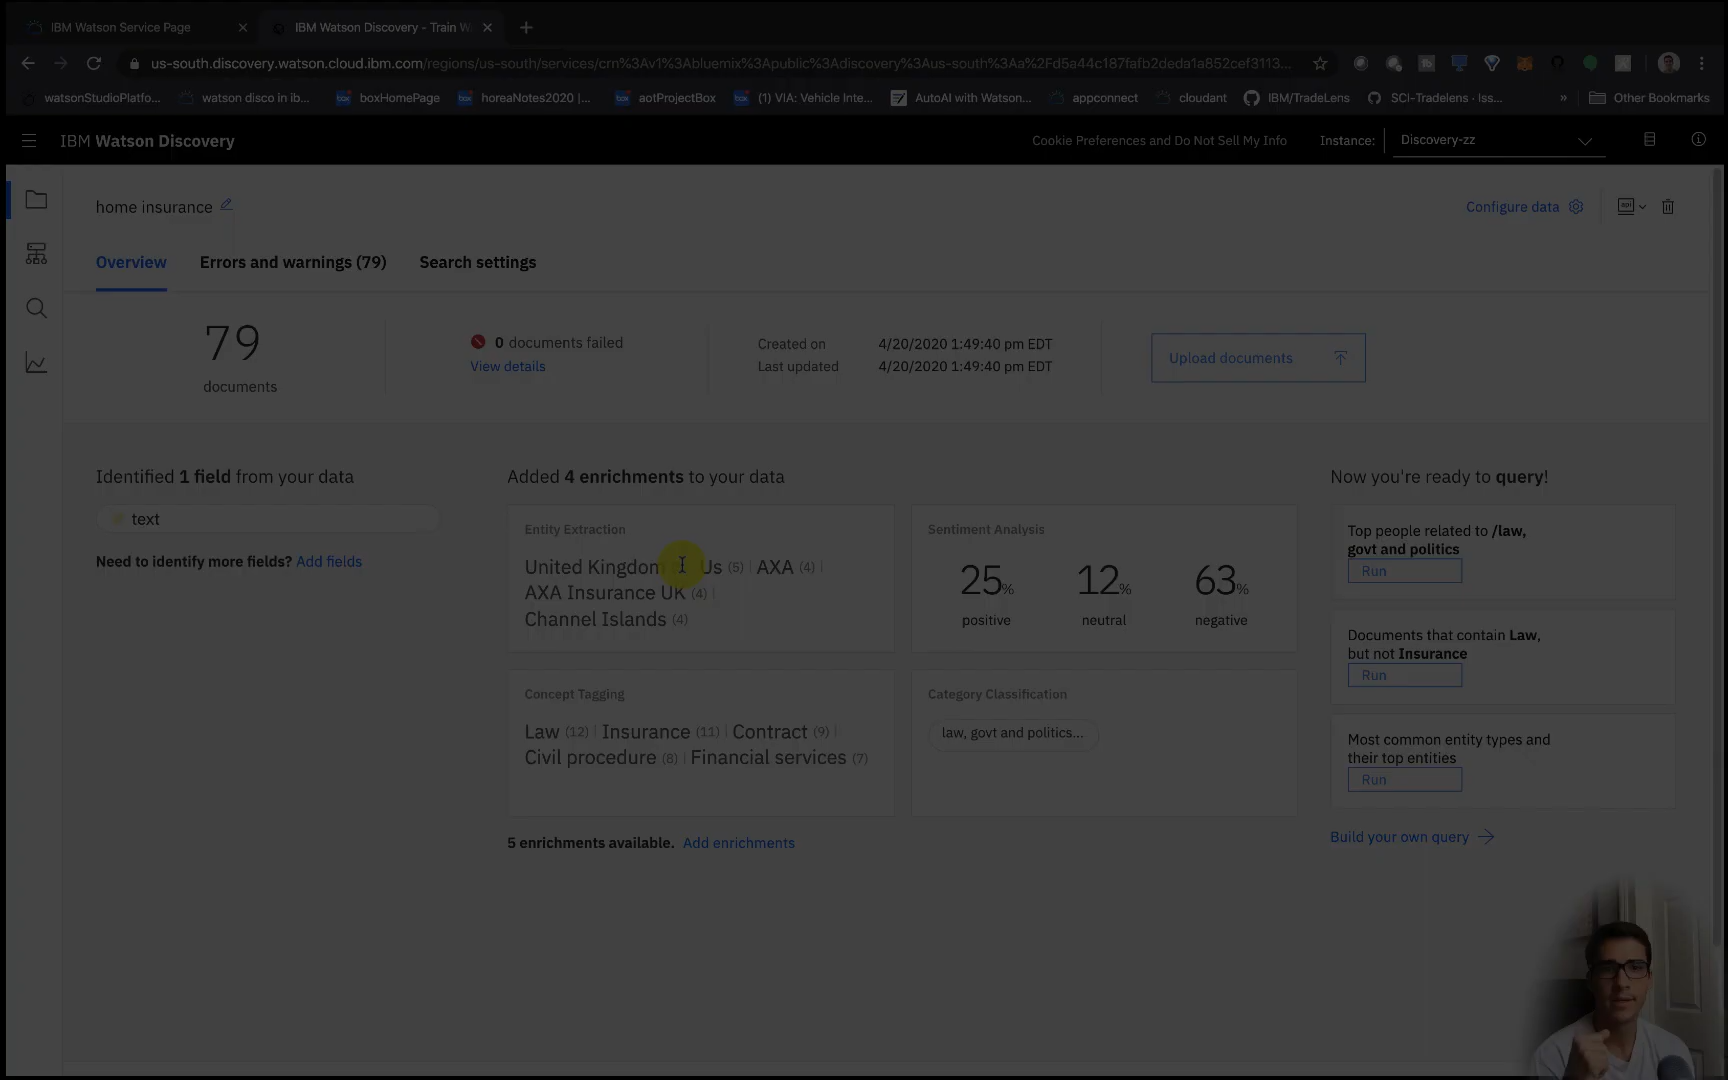 IBM Watson Service Page
IBM Watson Discovery - Train W
us-south.discovery.watson.cloud.ibm.com/regions/us-south/services/crn%3Av1%3Abluemix%3Apublic%3Adiscovery%3Aus-south%3Aa%2Fd5a44c187fafb2deda1a852cef3113...
watsonStudioPlatfo...
watson disco in ib...
boxHomePage
horeaNotes2020 |...
aotProjectBox
(1) VIA: Vehicle Inte...
AutoAI with Watson...
appconnect
cloudant
IBM/TradeLens
SCI-Tradelens · Iss...
»
Other Bookmarks
IBM Watson Discovery
Cookie Preferences and Do Not Sell My Info
Instance:
Discovery-zz
home insurance
Configure data
api
Overview
Errors and warnings (79)
Search settings
79
documents
0 documents failed
View details
Created on 4/20/2020 1:49:40 pm EDT
Last updated 4/20/2020 1:49:40 pm EDT
Upload documents
Identified 1 field from your data
text
Need to identify more fields? Add fields
Added 4 enrichments to your data
Entity Extraction
United Kingdom Us (5) | AXA (4) |
AXA Insurance UK (4) |
Channel Islands (4)
Sentiment Analysis
25% 12% 63%
positive neutral negative
Concept Tagging
Law (12) | Insurance (11) | Contract (9) |
Civil procedure (8) | Financial services (7)
Category Classification
law, govt and politics...
5 enrichments available. Add enrichments
Now you're ready to query!
Top people related to /law,
govt and politics
Run
Documents that contain Law,
but not Insurance
Run
Most common entity types and
their top entities
Run
Build your own query